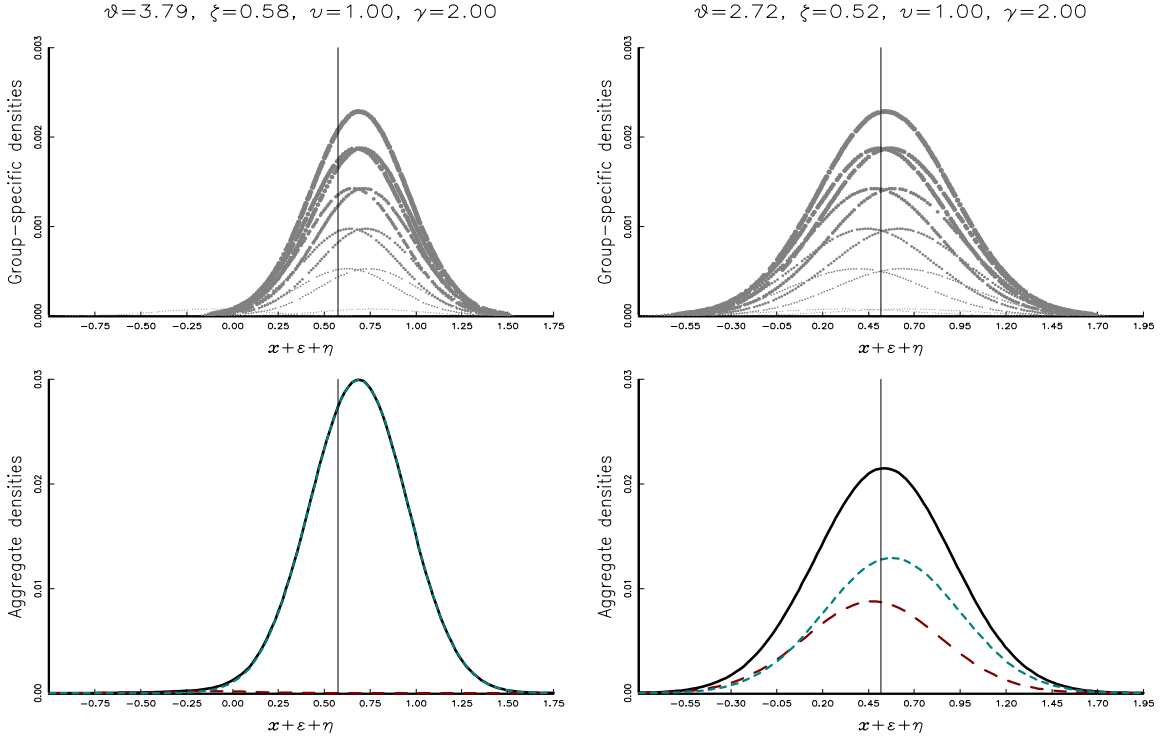 ϑ=3.79, ζ=0.58, υ=1.00, γ=2.00
Group-specific densities
0.003
0.002
0.001
0.000
-0.75 -0.50 -0.25 0.00 0.25 0.50 0.75 1.00 1.25 1.50 1.75
x+ε+η
ϑ=2.72, ζ=0.52, υ=1.00, γ=2.00
Group-specific densities
0.003
0.002
0.001
0.000
-0.55 -0.30 -0.05 0.20 0.45 0.70 0.95 1.20 1.45 1.70 1.95
x+ε+η
Aggregate densities
0.03
0.02
0.01
0.00
-0.75 -0.50 -0.25 0.00 0.25 0.50 0.75 1.00 1.25 1.50 1.75
x+ε+η
Aggregate densities
0.03
0.02
0.01
0.00
-0.55 -0.30 -0.05 0.20 0.45 0.70 0.95 1.20 1.45 1.70 1.95
x+ε+η